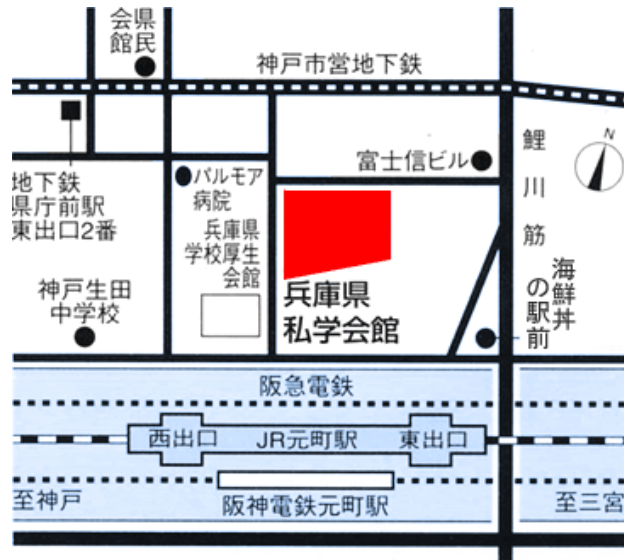 会県
館民
神戸市営地下鉄
富士信ビル
鯉川筋
N
地下鉄
県庁前駅
東出口2番
パルモア
病院
兵庫県
学校厚生
会館
神戸生田
中学校
兵庫県
私学会館
海鮮丼
の駅前
阪急電鉄
西出口
JR元町駅
東出口
至神戸
阪神電鉄元町駅
至三宮